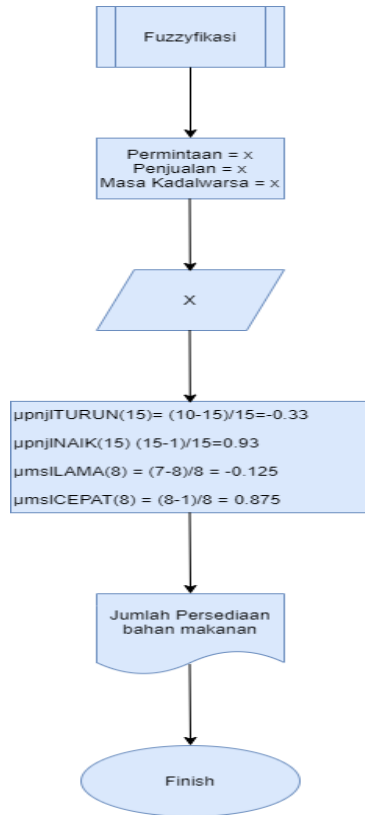 Fuzzyfikasi
Permintaan = x
Penjualan = x
Masa Kadalwarsa = x
X
µpnjlTURUN(15)= (10-15)/15=-0.33
µpnjlNAIK(15) (15-1)/15=0.93
µmslLAMA(8) = (7-8)/8 = -0.125
µmslCEPAT(8) = (8-1)/8 = 0.875
Jumlah Persediaan
bahan makanan
Finish